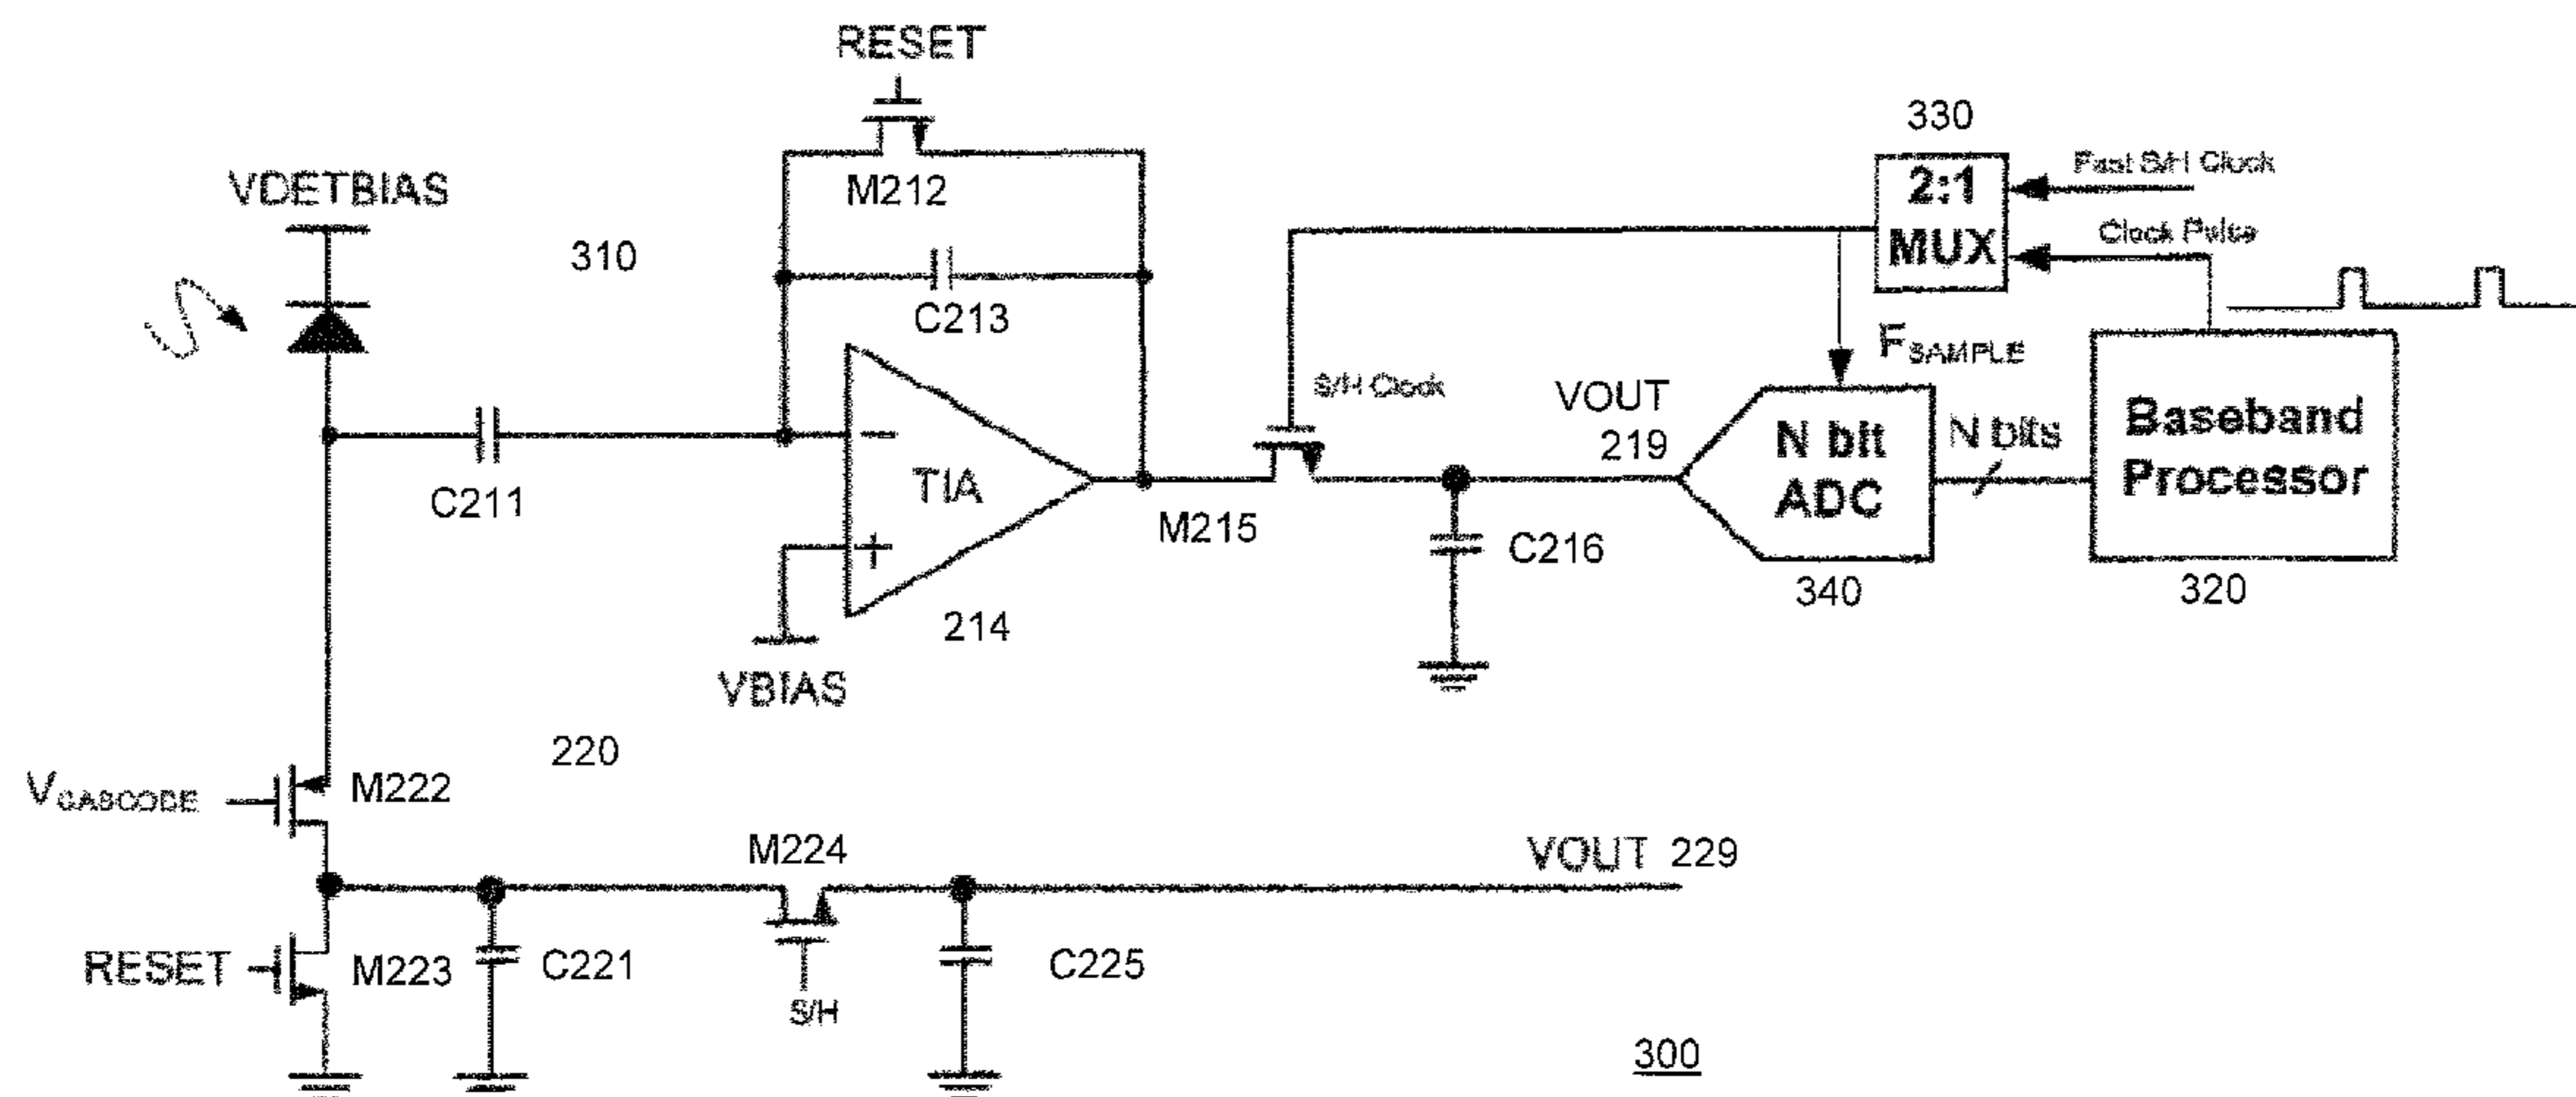 RESET
330
VDETBIAS
310
M212
2:1
MUX
Fast S/H Clock
Clock Pulse
C213
FSAMPLE
S/H Clock
VOUT
219
N bit
ADC
N bits
Baseband
Processor
C211
TIA
M215
C216
340
320
214
VBIAS
220
VCASCODE
M222
M224
VOUT 229
RESET
M223
C221
C225
S/H
300